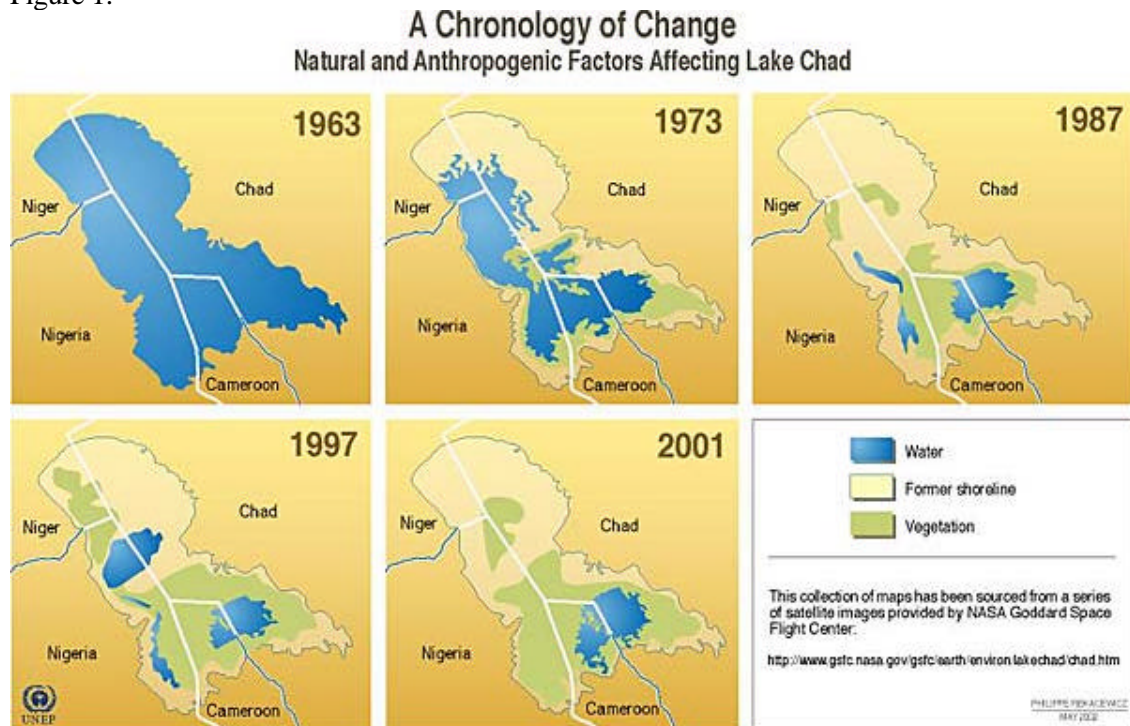 Figure 1.
A Chronology of Change
Natural and Anthropogenic Factors Affecting Lake Chad
1963
Chad
Niger
Nigeria
Cameroon
1973
Chad
Niger
Nigeria
Cameroon
1987
Chad
Niger
Nigeria
Cameroon
1997
Chad
Niger
Nigeria
Cameroon
UNEP
2001
Chad
Niger
Nigeria
Cameroon
Water
Former shoreline
Vegetation
This collection of maps has been sourced from a series
of satellite images provided by NASA Goddard Space
Flight Center:
http://www.gsfc.nasa.gov/gsfc/earth/environ.lakechad/chad.htm
PHILIPPE REKACEWICZ
MAY 2002